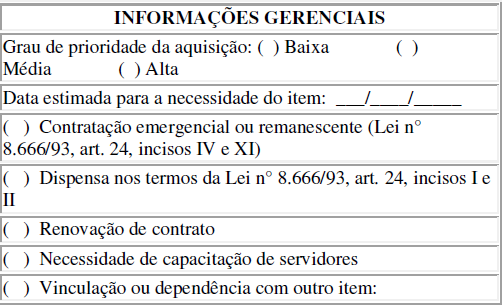 INFORMAÇÕES GERENCIAIS
Grau de prioridade da aquisição: ( ) Baixa ( )
Média ( ) Alta
Data estimada para a necessidade do item: ___/____/_____
( ) Contratação emergencial ou remanescente (Lei n°
8.666/93, art. 24, incisos IV e XI)
( ) Dispensa nos termos da Lei n° 8.666/93, art. 24, incisos I e
II
( ) Renovação de contrato
( ) Necessidade de capacitação de servidores
( ) Vinculação ou dependência com outro item: